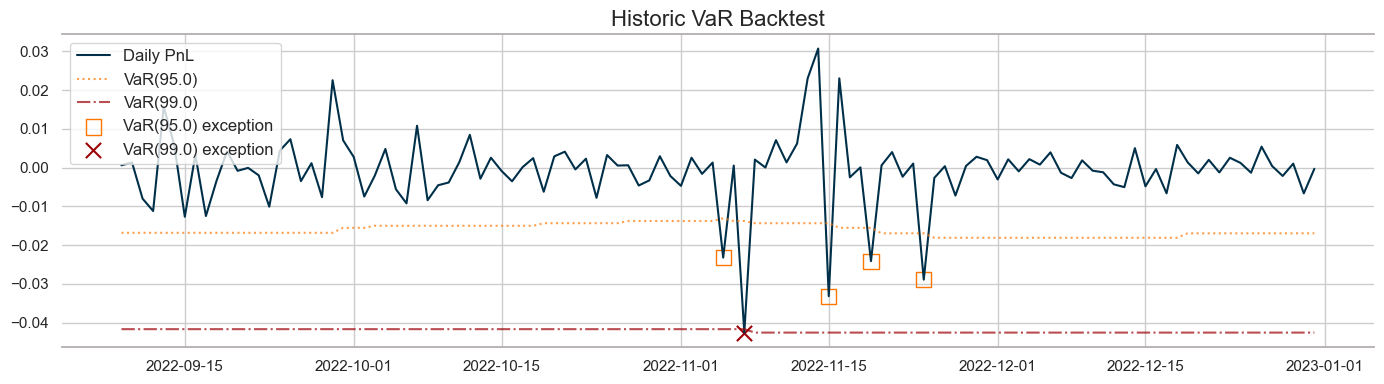 Historic VaR Backtest
Daily PnL
VaR(95.0)
VaR(99.0)
VaR(95.0) exception
VaR(99.0) exception
0.03
0.02
0.01
0.00
−0.01
−0.02
−0.03
−0.04
2022-09-15
2022-10-01
2022-10-15
2022-11-01
2022-11-15
2022-12-01
2022-12-15
2023-01-01